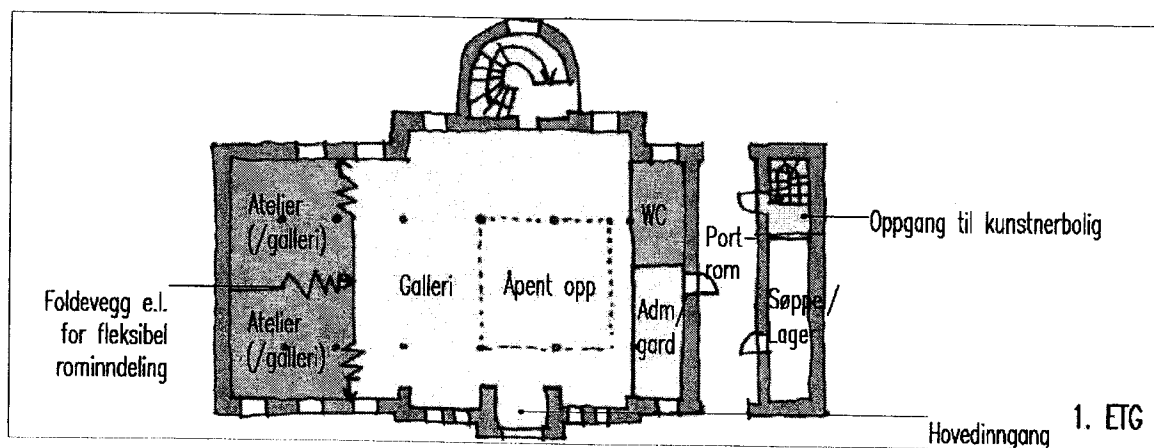 Atelier
(/galleri)
WC
Port-
rom
Oppgang til kunstnerbolig
Galleri
Åpent opp
Foldevegg e.l.
for fleksibel
rominndeling
Atelier
(/galleri)
Adm/
gard
Søppel/
Lager
Hovedinngang
1. ETG